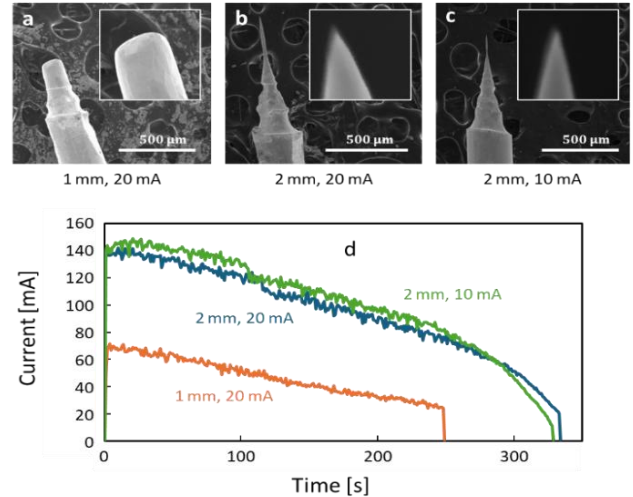 a
b
c
500 μm
500 μm
500 μm
1 mm, 20 mA
2 mm, 20 mA
2 mm, 10 mA
d
160
140
120
100
80
60
40
20
0
Current [mA]
2 mm, 10 mA
2 mm, 20 mA
1 mm, 20 mA
0
100
200
300
Time [s]